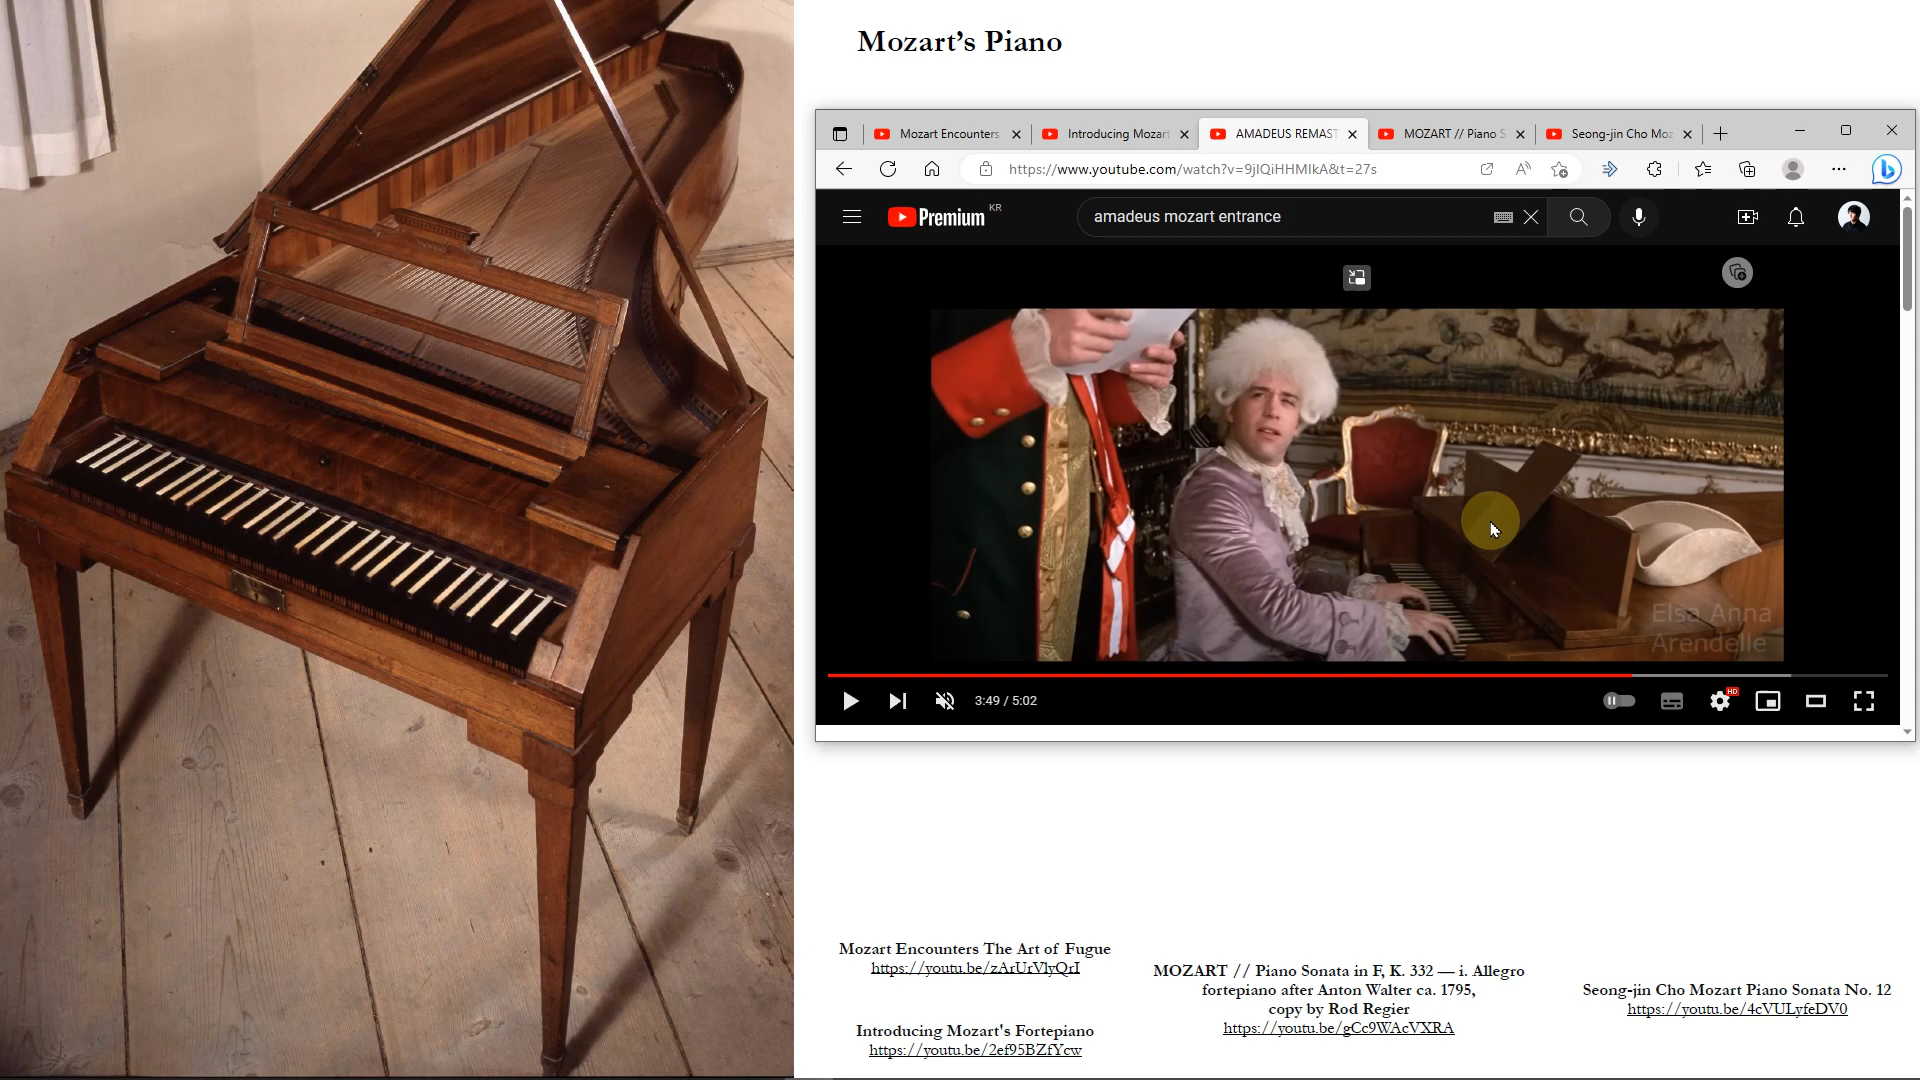 Mozart's Piano
Mozart Encounters
Introducing Mozart
AMADEUS REMAST
MOZART // Piano S
Seong-jin Cho Moz
https://www.youtube.com/watch?v=9jlQiHHMlkA&t=27s
Premium KR
amadeus mozart entrance
Elsa Anna
Arendelle
3:49 / 5:02
HD
Mozart Encounters The Art of Fugue
https://youtu.be/zArUrVlyQrI
Introducing Mozart's Fortepiano
https://youtu.be/2ef95BZfYcw
MOZART // Piano Sonata in F, K. 332 — i. Allegro
fortepiano after Anton Walter ca. 1795,
copy by Rod Regier
https://youtu.be/gCc9WAcVXRA
Seong-jin Cho Mozart Piano Sonata No. 12
https://youtu.be/4cVULyfeDV0